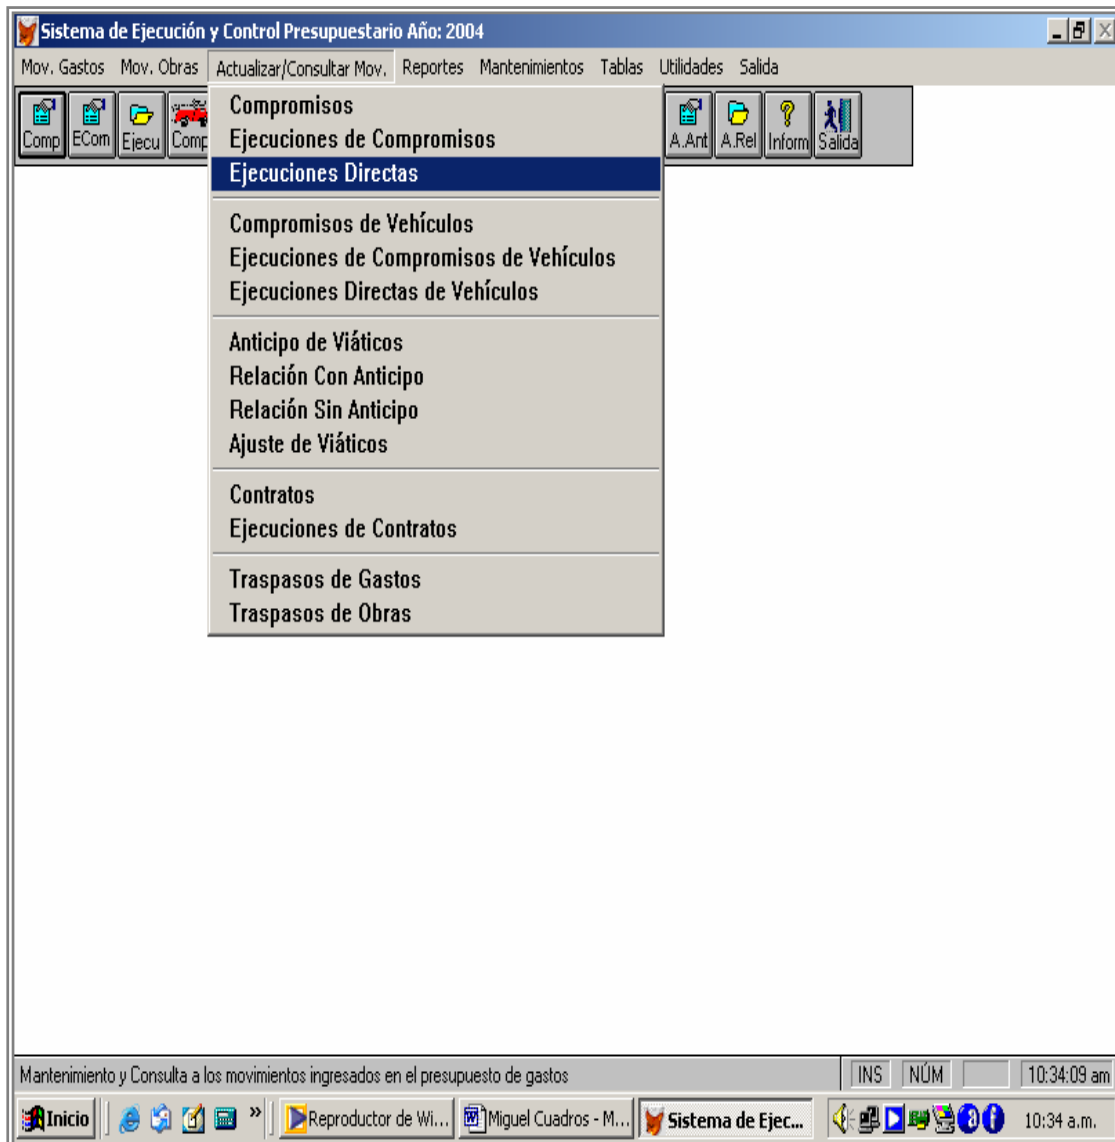 Sistema de Ejecución y Control Presupuestario Año: 2004
Mov. Gastos Mov. Obras Actualizar/Consultar Mov. Reportes Mantenimientos Tablas Utilidades Salida
Comp ECom Ejecu Comp A.Ant A.Rel Inform Salida
Compromisos
Ejecuciones de Compromisos
Ejecuciones Directas
Compromisos de Vehículos
Ejecuciones de Compromisos de Vehículos
Ejecuciones Directas de Vehículos
Anticipo de Viáticos
Relación Con Anticipo
Relación Sin Anticipo
Ajuste de Viáticos
Contratos
Ejecuciones de Contratos
Traspasos de Gastos
Traspasos de Obras
Mantenimiento y Consulta a los movimientos ingresados en el presupuesto de gastos INS NÚM 10:34:09 am
Inicio » Reproductor de Wi... Miguel Cuadros - M... Sistema de Ejec... 10:34 a.m.